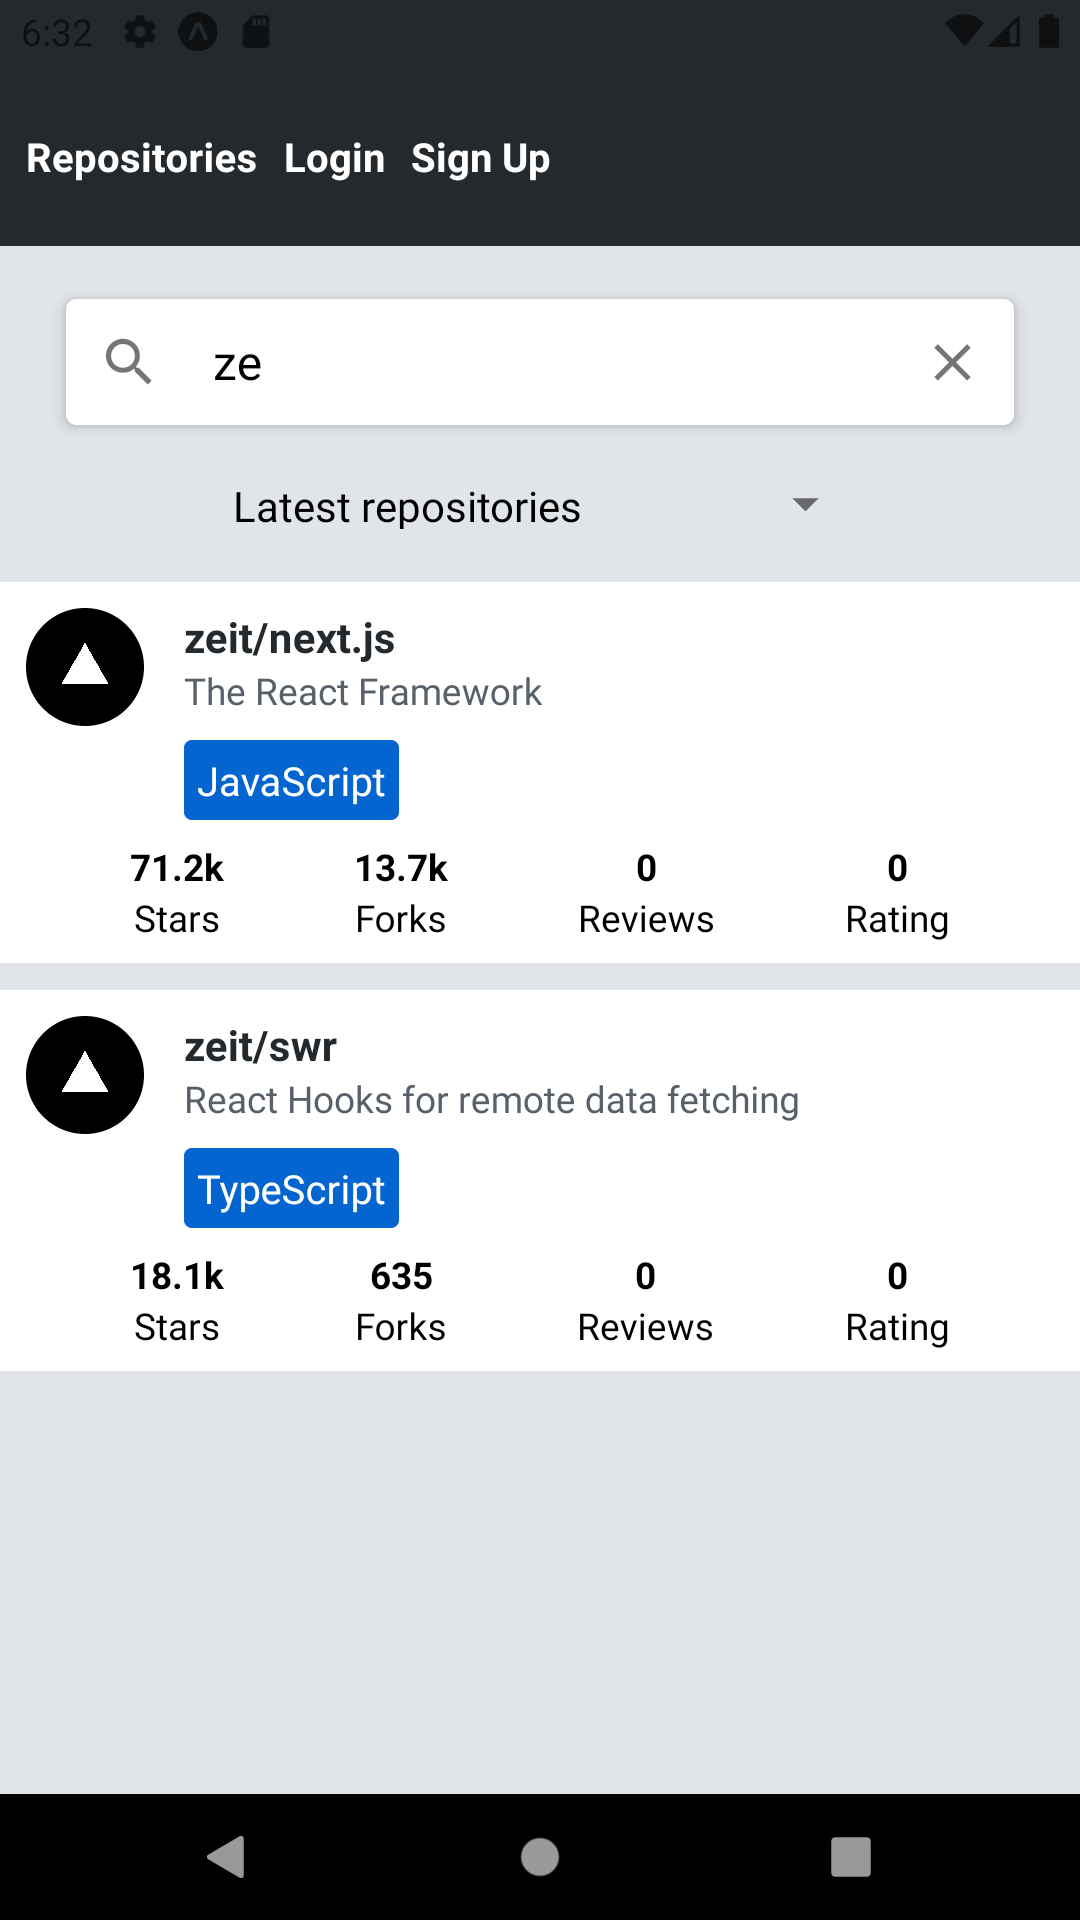 6:32
Repositories Login Sign Up
ze
Latest repositories
zeit/next.js
The React Framework
JavaScript
71.2k 13.7k 0 0
Stars Forks Reviews Rating
zeit/swr
React Hooks for remote data fetching
TypeScript
18.1k 635 0 0
Stars Forks Reviews Rating